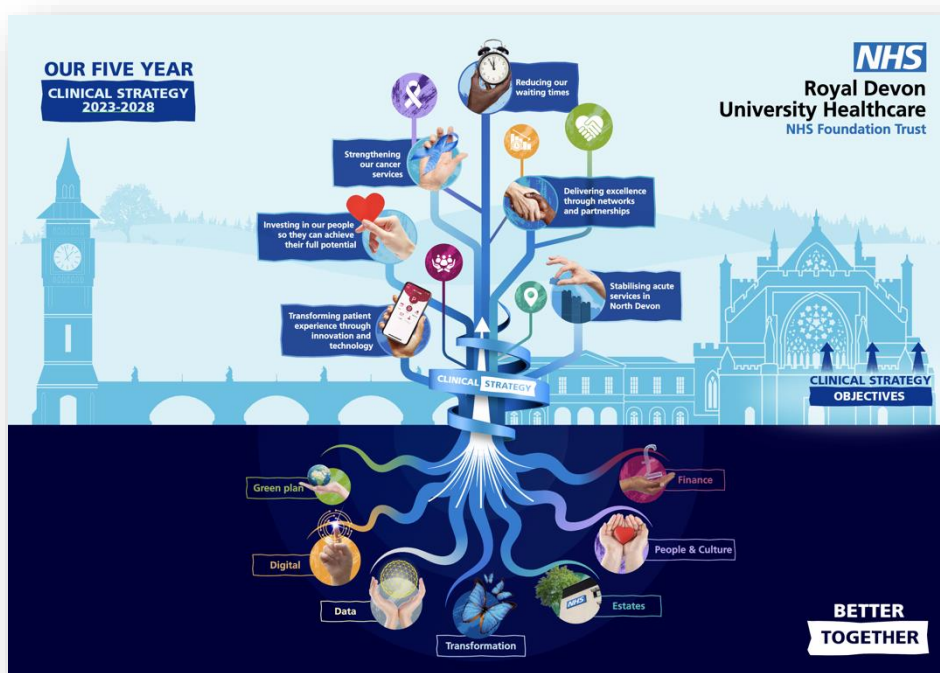 OUR FIVE YEAR
CLINICAL STRATEGY
2023-2028
NHS
Royal Devon
University Healthcare
NHS Foundation Trust
Reducing our
waiting times
Strengthening
our cancer
services
Delivering excellence
through networks
and partnerships
Investing in our people
so they can achieve
their full potential
Stabilising acute
services in
North Devon
Transforming patient
experience through
innovation and
technology
CLINICAL STRATEGY
CLINICAL STRATEGY
OBJECTIVES
Green plan
Finance
Digital
People & Culture
Data
NHS
Estates
Transformation
BETTER
TOGETHER